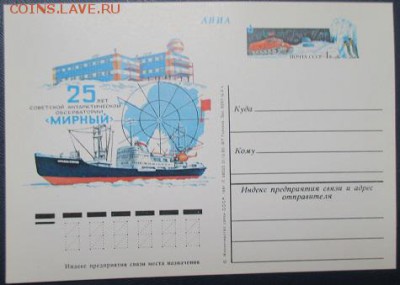 COINS.LAVE.RU
АВИА
ПОЧТА СССР
25 ЛЕТ
СОВЕТСКОЙ АНТАРКТИЧЕСКОЙ
ОБСЕРВАТОРИИ
«МИРНЫЙ»
Куда
Кому
Индекс предприятия связи и адрес
отправителя
Индекс предприятия связи места назначения